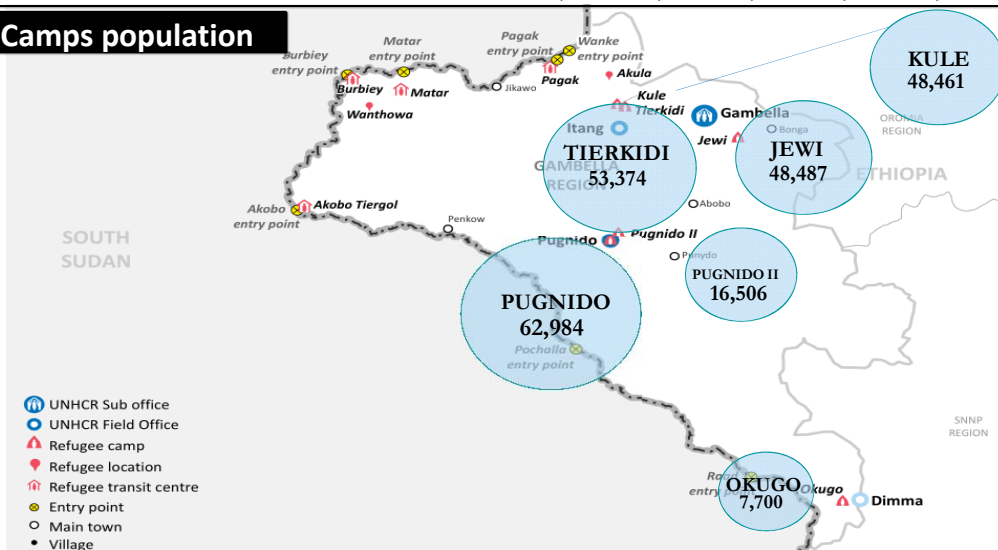 Camps population
Burbiey
entry point
Matar
entry point
Pagak
entry point
Wanke
entry point
Burbiey
Matar
Wanthowa
Jikawo
Pagak
Akula
Kule
Tierkidi
KULE
48,461
Itang
Gambella
Jewi
Bonga
OROMIA
REGION
TIERKIDI
53,374
GAMBELLA
REGION
JEWI
48,487
ETHIOPIA
Akobo
entry point
Akobo Tiergol
Abobo
Penkow
SOUTH
SUDAN
Pugnido
Pugnido II
Punydo
PUGNIDO II
16,506
PUGNIDO
62,984
Pochalla
entry point
UNHCR Sub office
UNHCR Field Office
Refugee camp
Refugee location
Refugee transit centre
Entry point
Main town
Village
SNNP
REGION
Raad
entry point
OKUGO
7,700
Okugo
Dimma